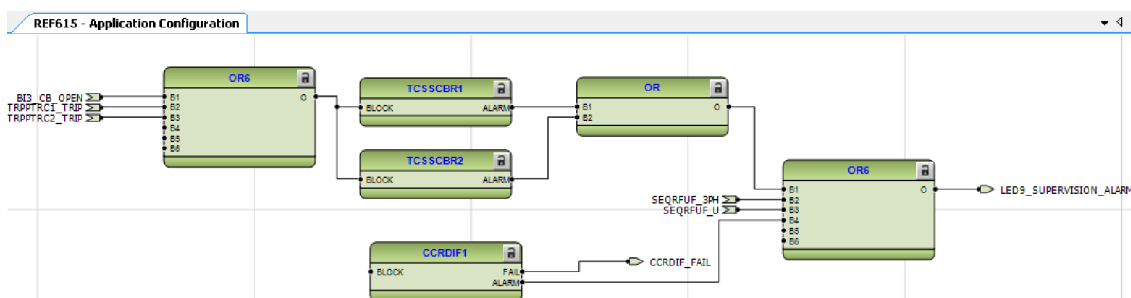 REF615 - Application Configuration
OR6
BI3_CB_OPEN
TRPPTRC1_TRIP
TRPPTRC2_TRIP
B1
B2
B3
B4
B5
B6
O
TCSSCBR1
BLOCK
ALARM
TCSSCBR2
BLOCK
ALARM
OR
B1
B2
O
OR6
SEQRFUF_3PH
SEQRFUF_U
B1
B2
B3
B4
B5
B6
O
LED9_SUPERVISION_ALARM
CCRDIF1
BLOCK
FAIL
ALARM
CCRDIF_FAIL